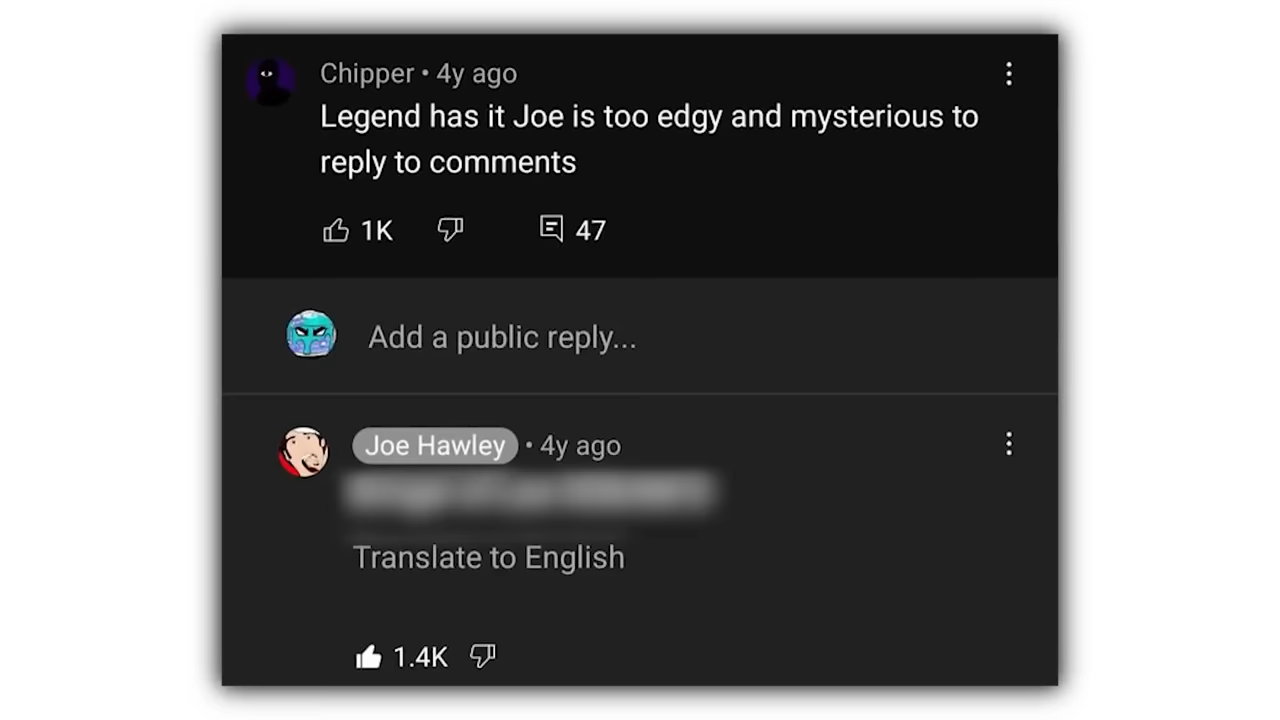 Chipper • 4y ago
Legend has it Joe is too edgy and mysterious to
reply to comments
1K
47
Add a public reply...
Joe Hawley • 4y ago
Translate to English
1.4K